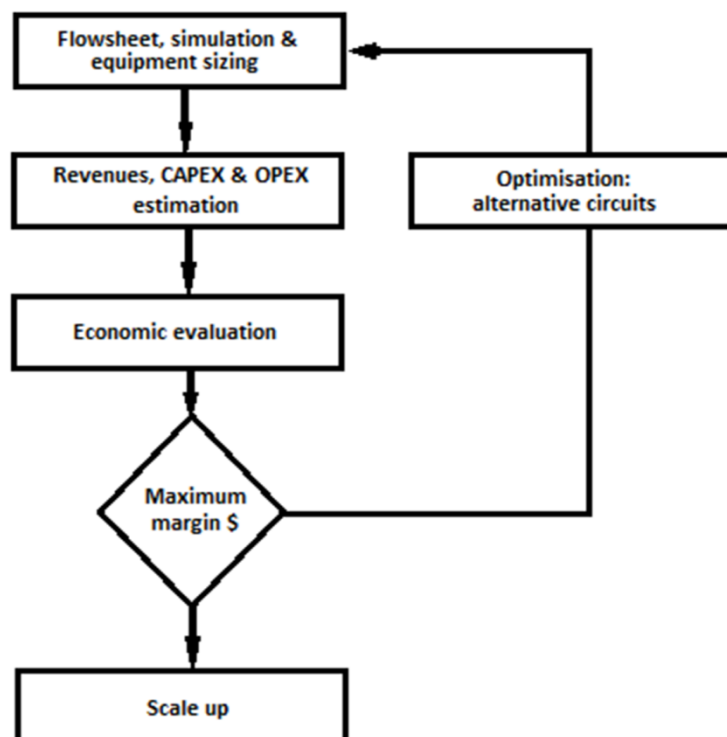 Flowsheet, simulation &
equipment sizing
Revenues, CAPEX & OPEX
estimation
Optimisation:
alternative circuits
Economic evaluation
Maximum
margin $
Scale up